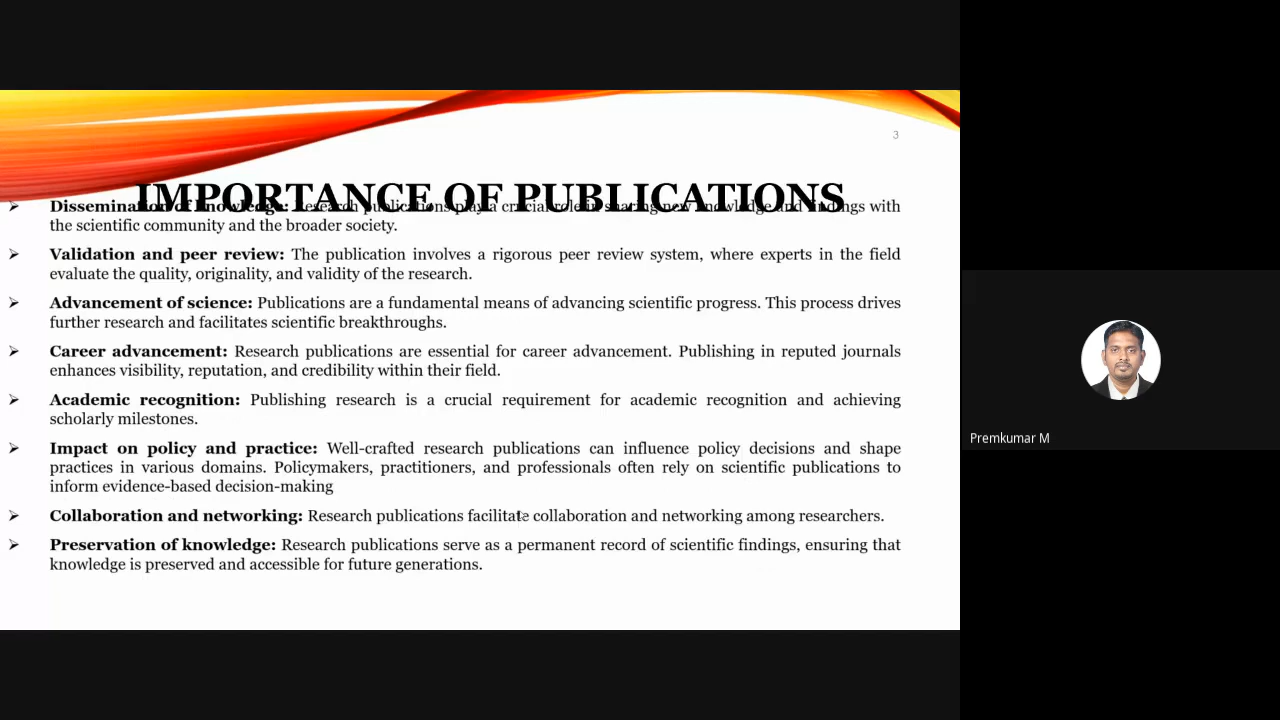 3
IMPORTANCE OF PUBLICATIONS
➢ Dissemination of knowledge: Research publications play a crucial role in sharing new knowledge and findings with
the scientific community and the broader society.
➢ Validation and peer review: The publication involves a rigorous peer review system, where experts in the field
evaluate the quality, originality, and validity of the research.
➢ Advancement of science: Publications are a fundamental means of advancing scientific progress. This process drives
further research and facilitates scientific breakthroughs.
➢ Career advancement: Research publications are essential for career advancement. Publishing in reputed journals
enhances visibility, reputation, and credibility within their field.
➢ Academic recognition: Publishing research is a crucial requirement for academic recognition and achieving
scholarly milestones.
➢ Impact on policy and practice: Well-crafted research publications can influence policy decisions and shape
practices in various domains. Policymakers, practitioners, and professionals often rely on scientific publications to
inform evidence-based decision-making
➢ Collaboration and networking: Research publications facilitate collaboration and networking among researchers.
➢ Preservation of knowledge: Research publications serve as a permanent record of scientific findings, ensuring that
knowledge is preserved and accessible for future generations.
Premkumar M